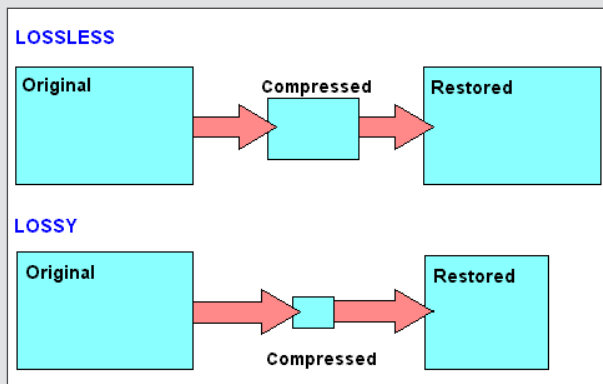 LOSSLESS
Original
Compressed
Restored
LOSSY
Original
Restored
Compressed